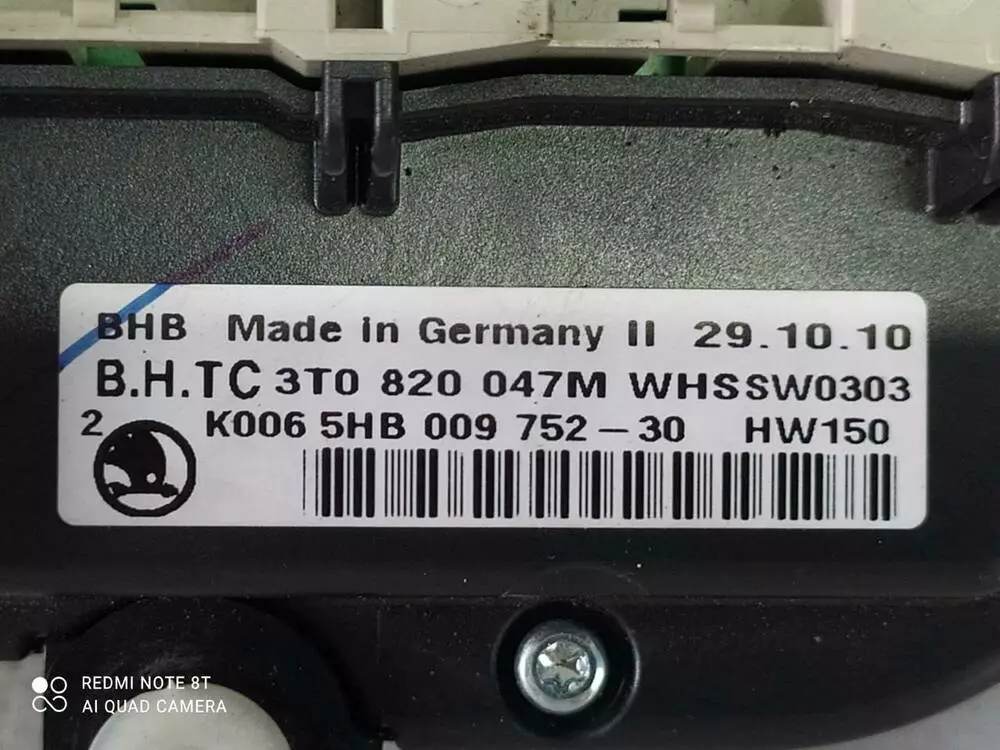 BHB Made in Germany II 29.10.10
B.H.TC 3T0 820 047M WHSSW0303
2 K006 5HB 009 752-30 HW150
REDMI NOTE 8T
AI QUAD CAMERA